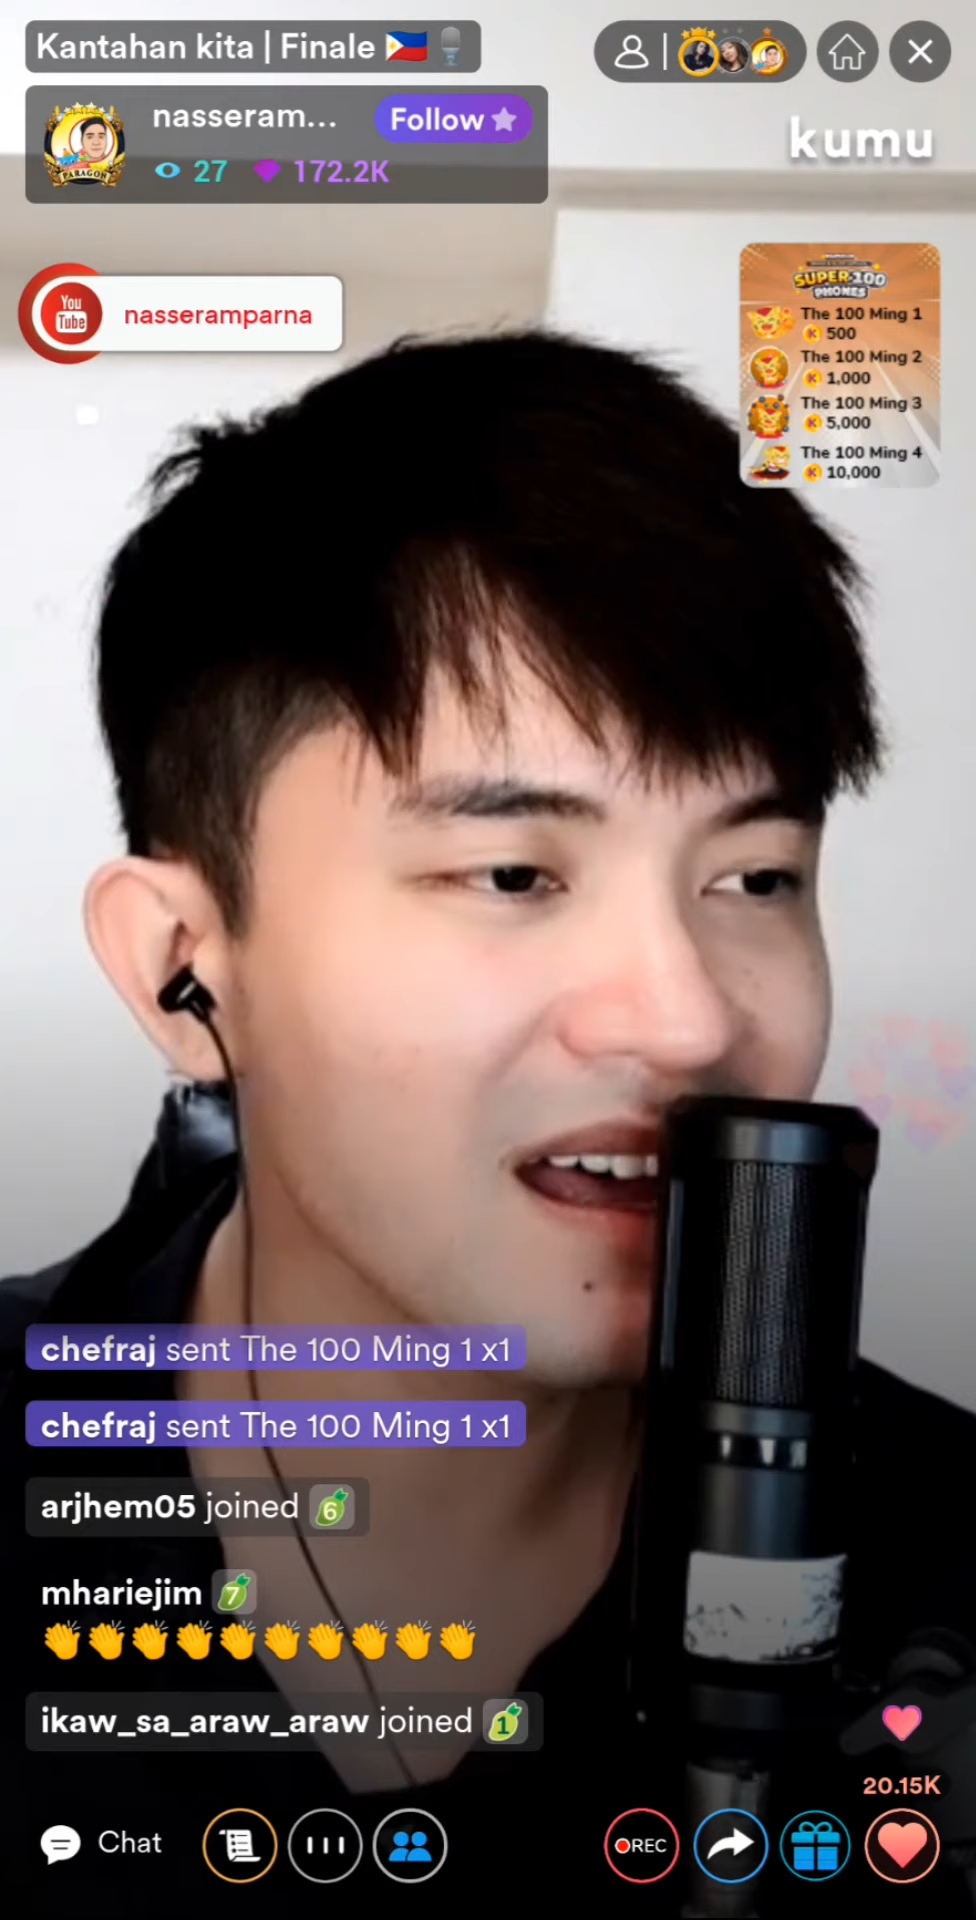 Kantahan kita | Finale 🇵🇭🎙️
nasseram... Follow
27 172.2K
kumu
PARAGON
You
Tube
nasseramparna
SUPER 100
PHONES
The 100 Ming 1
500
The 100 Ming 2
1,000
The 100 Ming 3
5,000
The 100 Ming 4
10,000
chefraj sent The 100 Ming 1 x1
chefraj sent The 100 Ming 1 x1
arjhem05 joined 6
mhariejim 7
👏👏👏👏👏👏👏👏👏👏
ikaw_sa_araw_araw joined 1
20.15K
Chat
REC